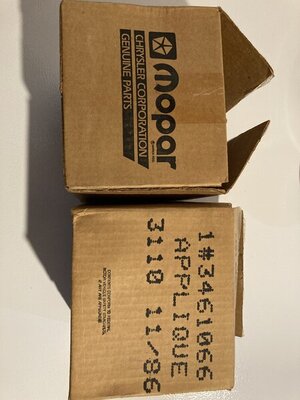 Mopar
CHRYSLER CORPORATION
GENUINE PARTS
1#3461066
APPLIQUE
3110 11/86